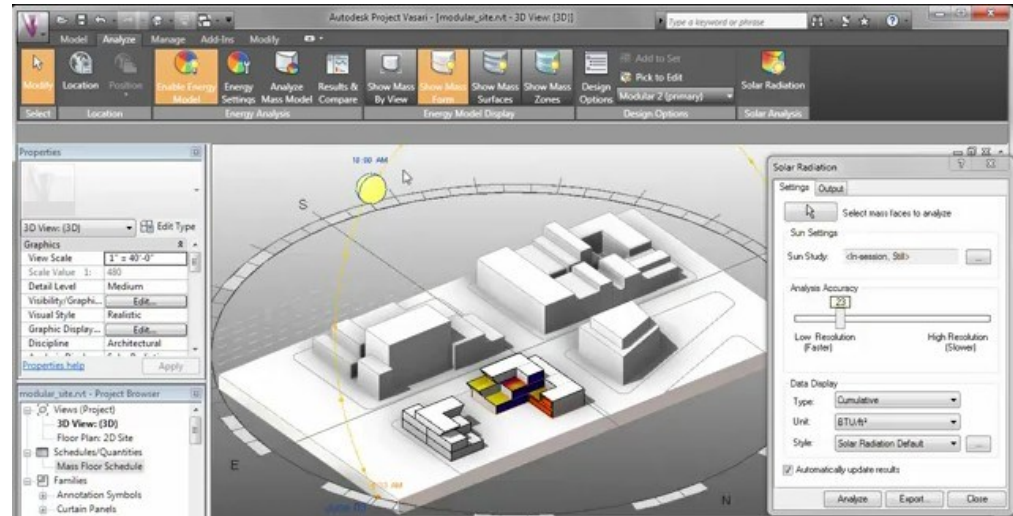 Autodesk Project Vasari - [modular_site.rvt - 3D View: {3D}]
Type a keyword or phrase
Model Analyze Manage Add-Ins Modify
Modify
Location
Position
Enable Energy Model
Energy Settings
Analyze Mass Model
Results & Compare
Show Mass By View
Show Mass Form
Show Mass Surfaces
Show Mass Zones
Design Options
Add to Set
Pick to Edit
Modular 2 (primary)
Solar Radiation
Select
Location
Energy Analysis
Energy Model Display
Design Options
Solar Analysis
Properties
3D View: {3D}
Edit Type
Graphics
View Scale 1" = 40'-0"
Scale Value 1: 480
Detail Level Medium
Visibility/Graphi... Edit...
Visual Style Realistic
Graphic Display... Edit...
Discipline Architectural
Properties help
Apply
modular_site.rvt - Project Browser
Views (Project)
3D View: {3D}
Floor Plan: 2D Site
Schedules/Quantities
Mass Floor Schedule
Families
Annotation Symbols
Curtain Panels
10:00 AM
S
E
N
Solar Radiation
Settings Output
Select mass faces to analyze
Sun Settings
Sun Study: <In-session, Still>
...
Analysis Accuracy
23
Low Resolution
(Faster)
High Resolution
(Slower)
Data Display
Type: Cumulative
Unit: BTU/ft²
Style: Solar Radiation Default
...
Automatically update results
Analyze Export... Close